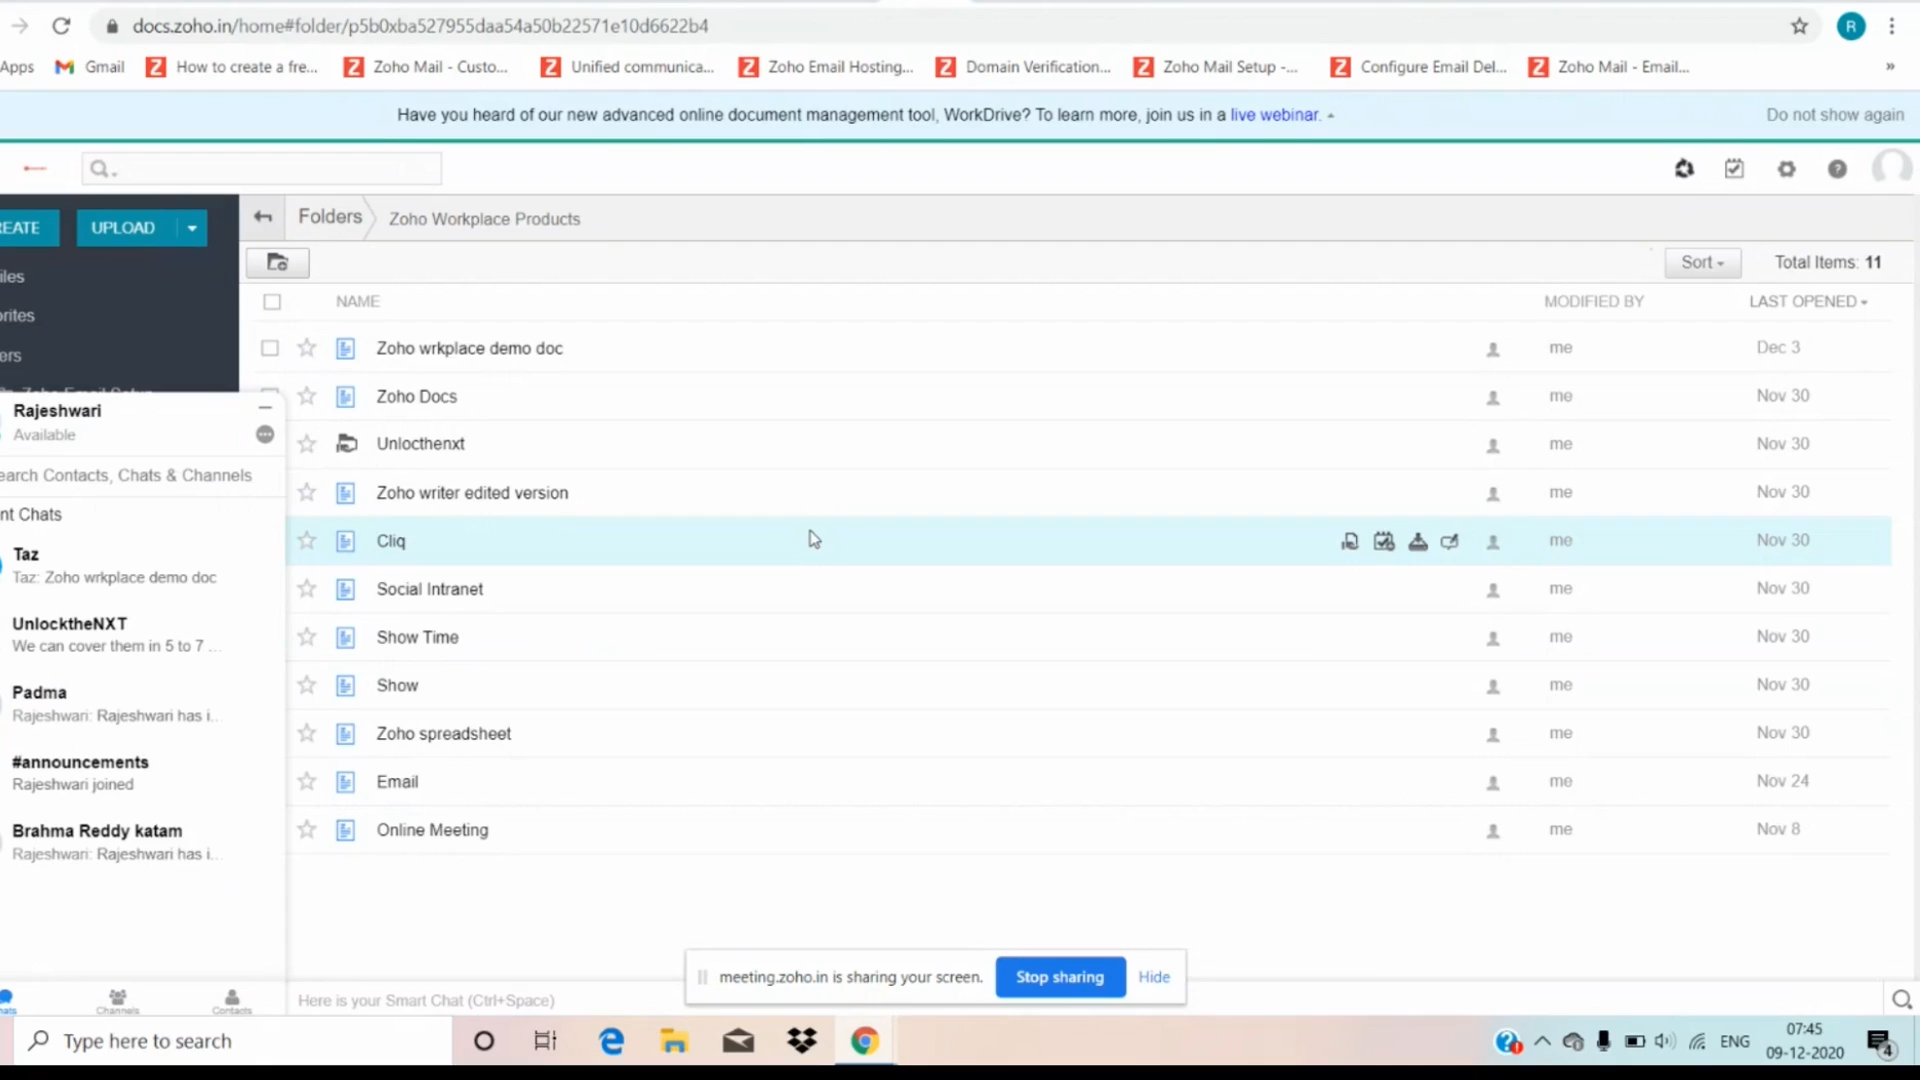 docs.zoho.in/home#folder/p5b0xba527955daa54a50b22571e10d6622b4
R
Apps
Gmail
How to create a fre...
Zoho Mail - Custo...
Unified communica...
Zoho Email Hosting...
Domain Verification...
Zoho Mail Setup -...
Configure Email Del...
Zoho Mail - Email...
»
Have you heard of our new advanced online document management tool, WorkDrive? To learn more, join us in a live webinar.
Do not show again
REATE
UPLOAD
Folders
Zoho Workplace Products
iles
Sort
Total Items: 11
NAME
MODIFIED BY
LAST OPENED
orites
ers
Zoho wrkplace demo doc
me
Dec 3
Zoho Docs
me
Nov 30
Unlocthenxt
me
Nov 30
Zoho writer edited version
me
Nov 30
Cliq
me
Nov 30
Social Intranet
me
Nov 30
Show Time
me
Nov 30
Show
me
Nov 30
Zoho spreadsheet
me
Nov 30
Email
me
Nov 24
Online Meeting
me
Nov 8
Rajeshwari
Available
earch Contacts, Chats & Channels
nt Chats
Taz
Taz: Zoho wrkplace demo doc
UnlocktheNXT
We can cover them in 5 to 7 ...
Padma
Rajeshwari: Rajeshwari has i...
#announcements
Rajeshwari joined
Brahma Reddy katam
Rajeshwari: Rajeshwari has i...
hats
Channels
Contacts
Here is your Smart Chat (Ctrl+Space)
meeting.zoho.in is sharing your screen.
Stop sharing
Hide
Type here to search
ENG
07:45
09-12-2020
4